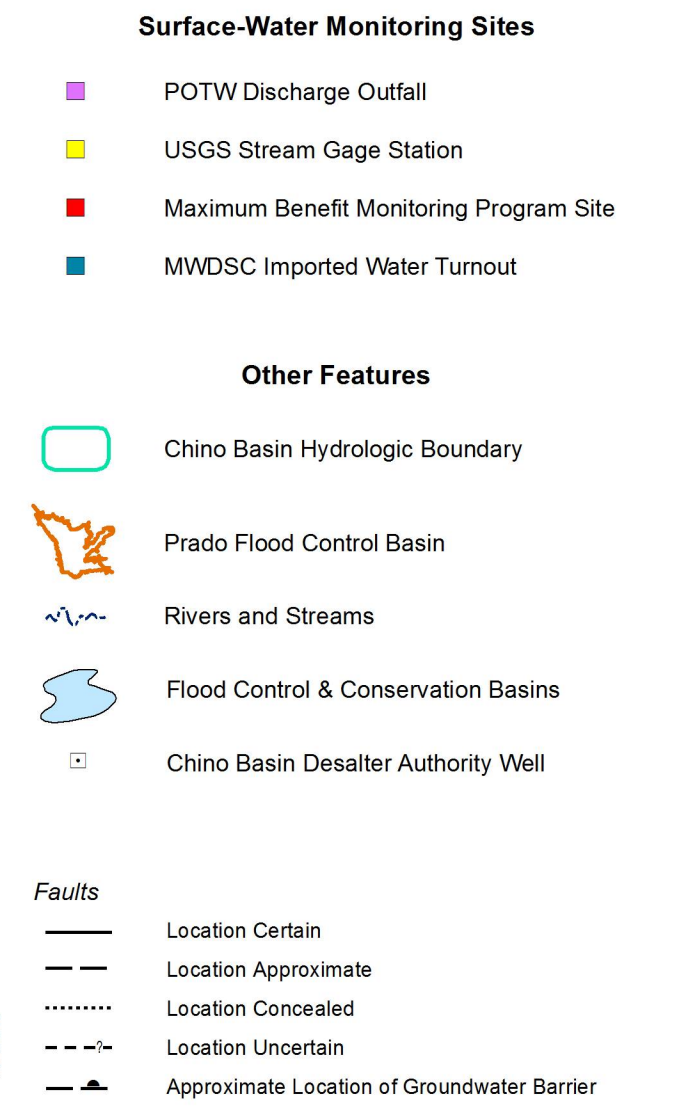 Surface-Water Monitoring Sites
POTW Discharge Outfall
USGS Stream Gage Station
Maximum Benefit Monitoring Program Site
MWDSC Imported Water Turnout
Other Features
Chino Basin Hydrologic Boundary
Prado Flood Control Basin
Rivers and Streams
Flood Control & Conservation Basins
Chino Basin Desalter Authority Well
Faults
Location Certain
Location Approximate
Location Concealed
? Location Uncertain
Approximate Location of Groundwater Barrier